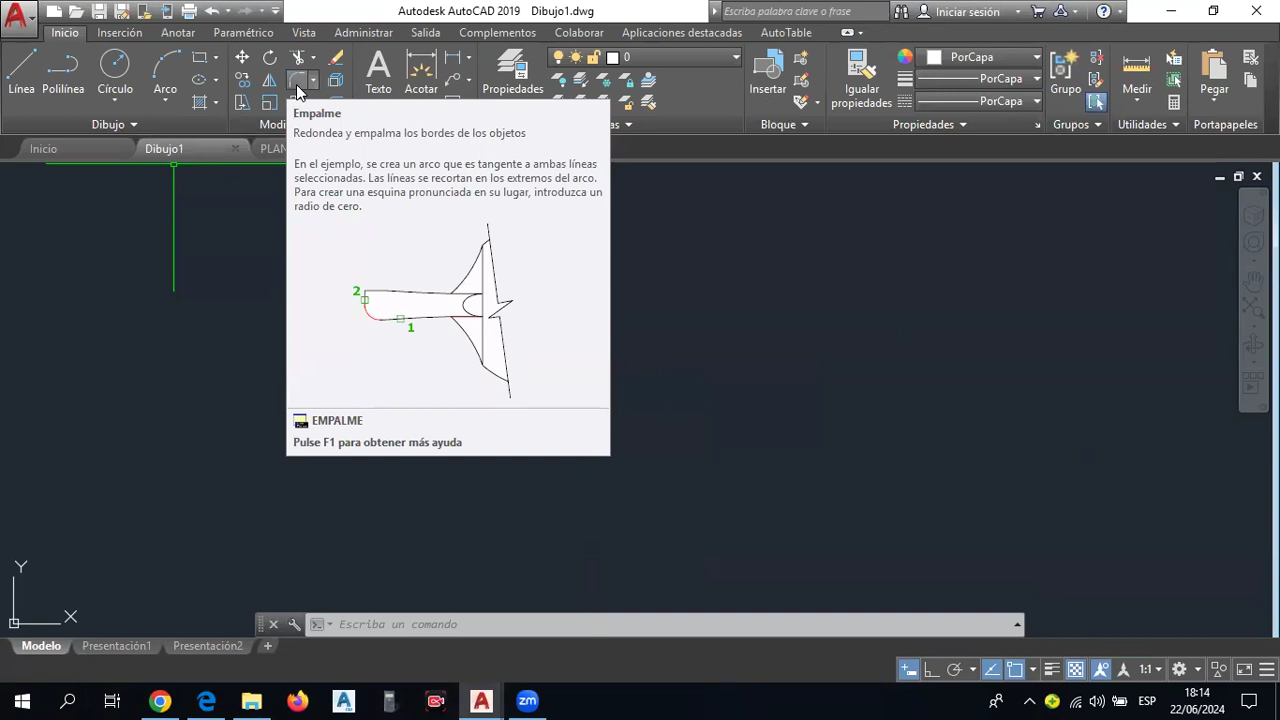 Autodesk AutoCAD 2019 Dibujo1.dwg
Escriba palabra clave o frase
Iniciar sesión
Inicio Inserción Anotar Paramétrico Vista Administrar Salida Complementos Colaborar Aplicaciones destacadas AutoTable
Línea
Polilínea
Círculo
Arco
Texto
Acotar
Propiedades
0
Insertar
Igualar
propiedades
PorCapa
PorCapa
PorCapa
Grupo
Medir
Pegar
Dibujo
Bloque
Propiedades
Grupos
Utilidades
Portapapeles
Inicio
Dibujo1
Empalme
Redondea y empalma los bordes de los objetos
En el ejemplo, se crea un arco que es tangente a ambas líneas
seleccionadas. Las líneas se recortan en los extremos del arco.
Para crear una esquina pronunciada en su lugar, introduzca un
radio de cero.
2
1
EMPALME
Pulse F1 para obtener más ayuda
Y
X
Escriba un comando
Modelo Presentación1 Presentación2
1:1
zm
ESP
18:14
22/06/2024